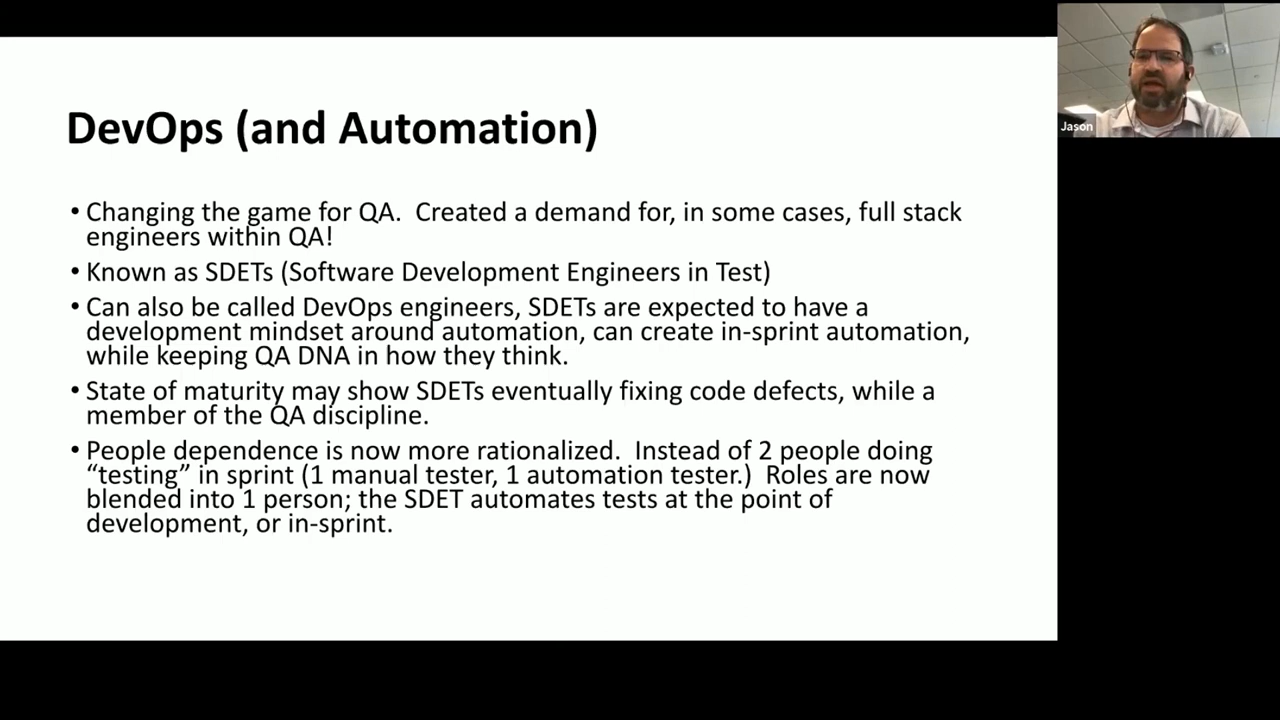 DevOps (and Automation)
• Changing the game for QA.  Created a demand for, in some cases, full stack
engineers within QA!
• Known as SDETs (Software Development Engineers in Test)
• Can also be called DevOps engineers, SDETs are expected to have a
development mindset around automation, can create in-sprint automation,
while keeping QA DNA in how they think.
• State of maturity may show SDETs eventually fixing code defects, while a
member of the QA discipline.
• People dependence is now more rationalized.  Instead of 2 people doing
“testing” in sprint (1 manual tester, 1 automation tester.)  Roles are now
blended into 1 person; the SDET automates tests at the point of
development, or in-sprint.
Jason